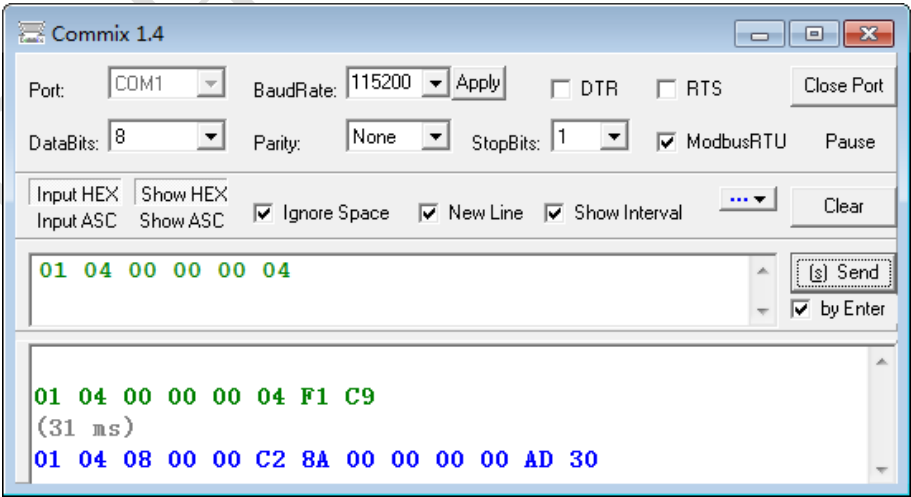 Commix 1.4
Port: COM1 BaudRate: 115200 Apply DTR RTS Close Port
DataBits: 8 Parity: None StopBits: 1 ModbusRTU Pause
Input HEX Show HEX
Input ASC Show ASC Ignore Space New Line Show Interval ... Clear
01 04 00 00 00 04 (s) Send
by Enter
01 04 00 00 00 04 F1 C9
(31 ms)
01 04 08 00 00 C2 8A 00 00 00 00 AD 30